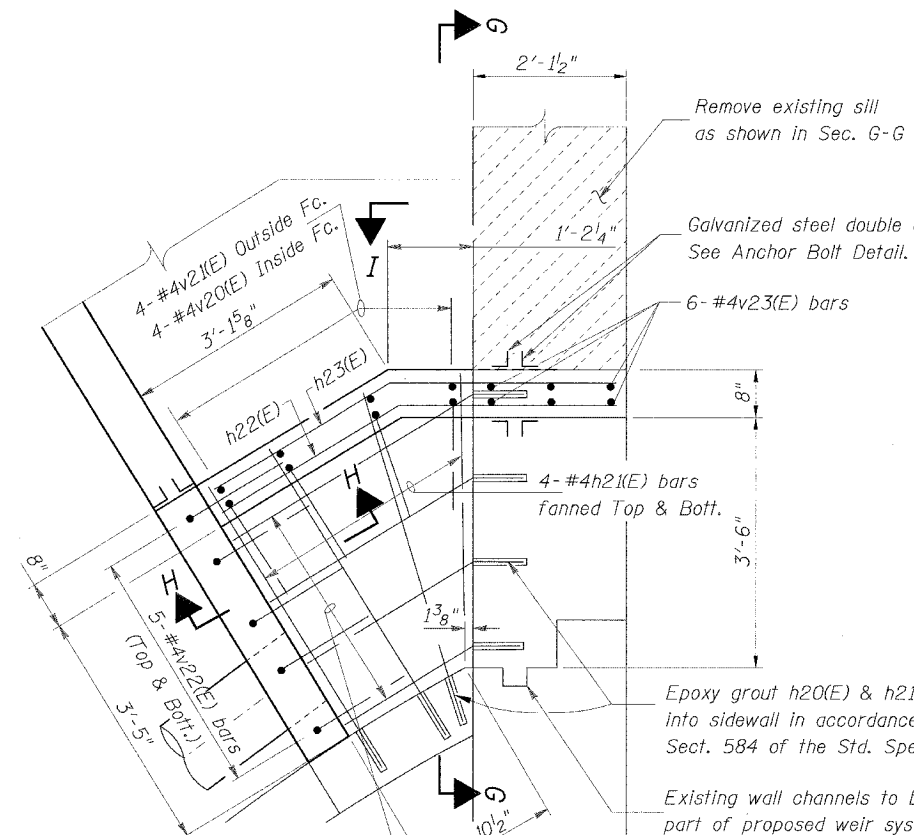 G
2'-1½"
Remove existing sill
as shown in Sec. G-G
4-#4v21(E) Outside Fc.
4-#4v20(E) Inside Fc.
3'-1⅝"
I
1'-2¼"
Galvanized steel double
See Anchor Bolt Detail.
6-#4v23(E) bars
h23(E)
h22(E)
8"
H
4-#4h21(E) bars
fanned Top & Bott.
3'-6"
8"
H
5-#4v22(E) bars
(Top & Bott.)
3'-5"
1⅜"
Epoxy grout h20(E) & h21
into sidewall in accordance
Sect. 584 of the Std. Spe
Existing wall channels to
part of proposed weir sys
G
10½"